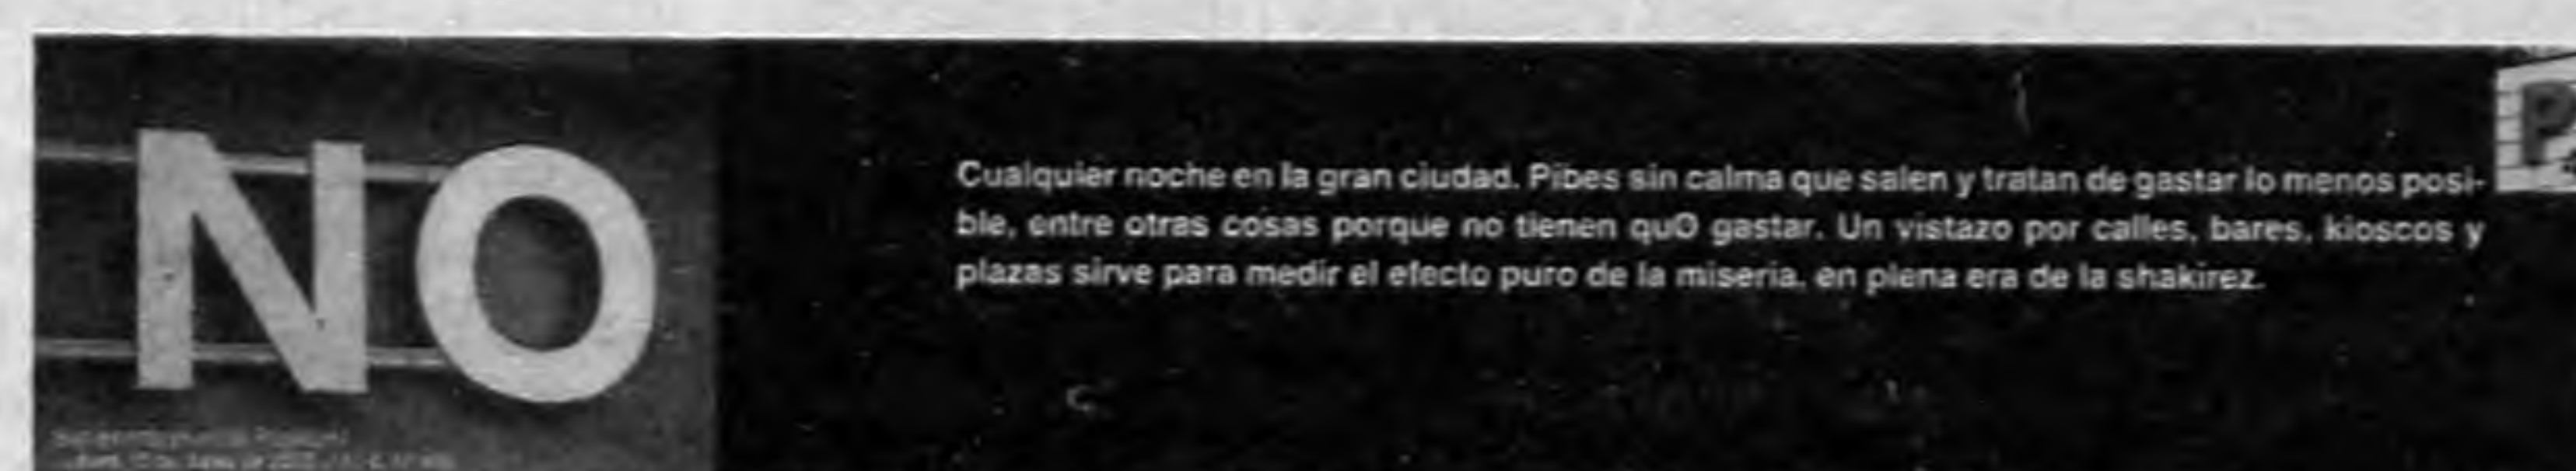 NO
Cualquier noche en la gran ciudad. Pibes sin calma que salen y tratan de gastar lo menos posi-
ble, entre otras cosas porque no tienen quO gastar. Un vistazo por calles, bares, kioscos y
plazas sirve para medir el efecto puro de la miseria, en plena era de la shakirez.